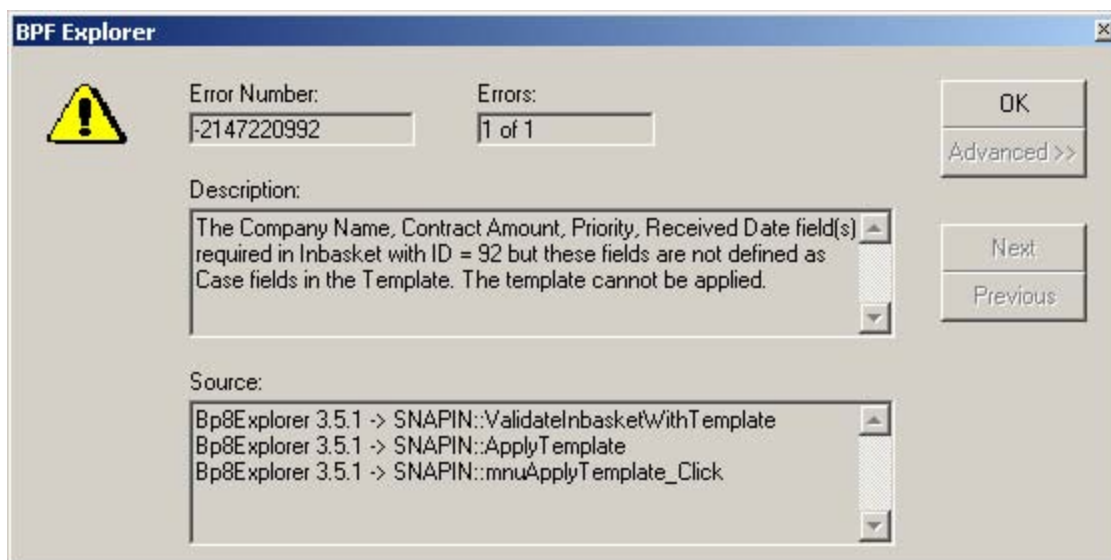 BPF Explorer
Error Number:
Errors:
-2147220992
1 of 1
OK
Advanced >>
Description:
The Company Name, Contract Amount, Priority, Received Date field(s)
required in Inbasket with ID = 92 but these fields are not defined as
Case fields in the Template. The template cannot be applied.
Next
Previous
Source:
Bp8Explorer 3.5.1 -> SNAPIN::ValidateInbasketWithTemplate
Bp8Explorer 3.5.1 -> SNAPIN::ApplyTemplate
Bp8Explorer 3.5.1 -> SNAPIN::mnuApplyTemplate_Click